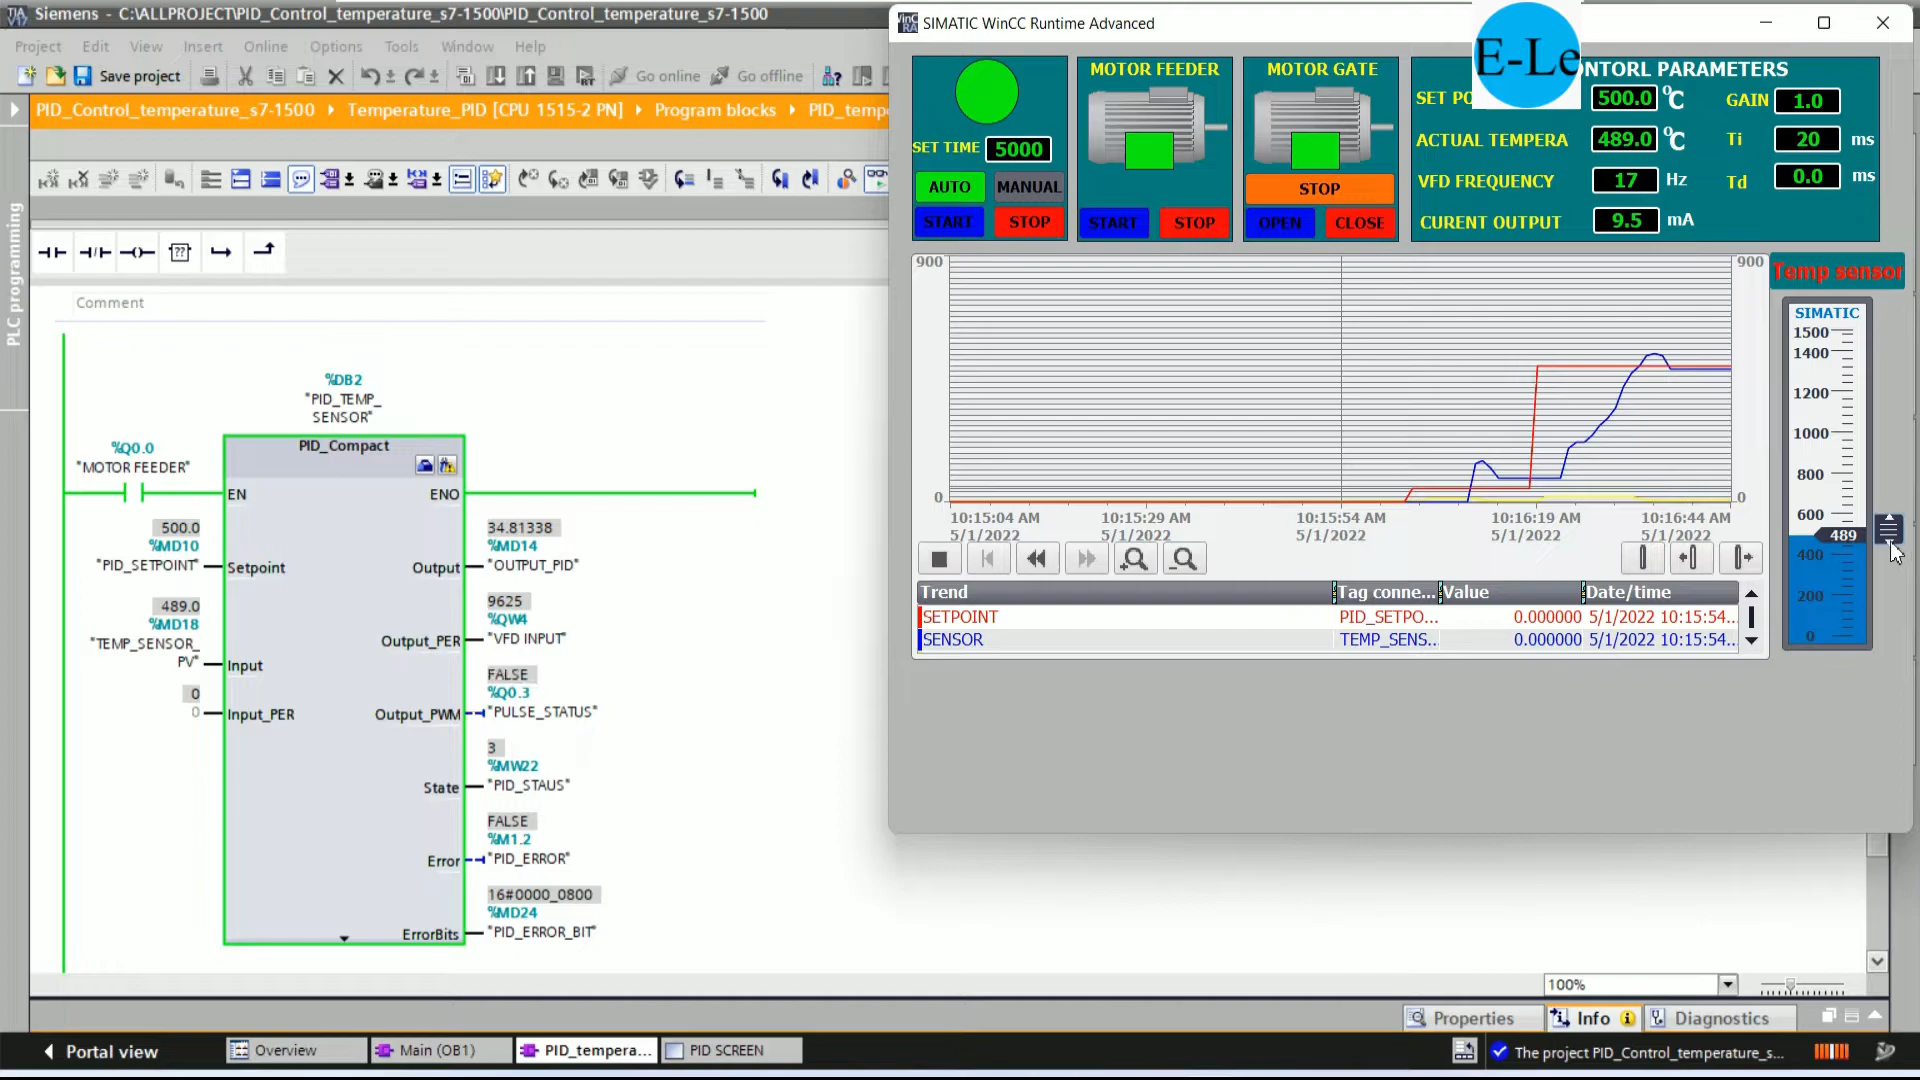 Siemens - C:\ALLPROJECT\PID_Control_temperature_s7-1500\PID_Control_temperature_s7-1500
Project Edit View Insert Online Options Tools Window Help
Save project Go online Go offline
PID_Control_temperature_s7-1500 Temperature_PID [CPU 1515-2 PN] Program blocks PID_temp
PLC programming
Comment
%DB2
"PID_TEMP_
SENSOR"
PID_Compact
%Q0.0
"MOTOR FEEDER"
EN ENO
500.0
%MD10
"PID_SETPOINT"
Setpoint
34.81338
%MD14
"OUTPUT_PID"
Output
489.0
%MD18
"TEMP_SENSOR_
PV"
Input
9625
%QW4
"VFD INPUT"
Output_PER
0
0
Input_PER
FALSE
%Q0.3
"PULSE_STATUS"
Output_PWM
3
%MW22
"PID_STAUS"
State
FALSE
%M1.2
"PID_ERROR"
Error
16#0000_0800
%MD24
"PID_ERROR_BIT"
ErrorBits
SIMATIC WinCC Runtime Advanced
E-Le
SET TIME 5000
AUTO MANUAL
START STOP
MOTOR FEEDER
START STOP
MOTOR GATE
STOP
OPEN CLOSE
ONTORL PARAMETERS
SET PO 500.0 °C GAIN 1.0
ACTUAL TEMPERA 489.0 °C Ti 20 ms
VFD FREQUENCY 17 Hz Td 0.0 ms
CURENT OUTPUT 9.5 mA
900 900
0 0
10:15:04 AM 10:15:29 AM 10:15:54 AM 10:16:19 AM 10:16:44 AM
5/1/2022 5/1/2022 5/1/2022 5/1/2022 5/1/2022
Trend Tag conne... Value Date/time
SETPOINT PID_SETPO... 0.000000 5/1/2022 10:15:54...
SENSOR TEMP_SENS... 0.000000 5/1/2022 10:15:54...
Temp sensor
SIMATIC
1500
1400
1200
1000
800
600
489
400
200
0
100%
Properties Info Diagnostics
Portal view Overview Main (OB1) PID_tempera... PID SCREEN The project PID_Control_temperature_s...